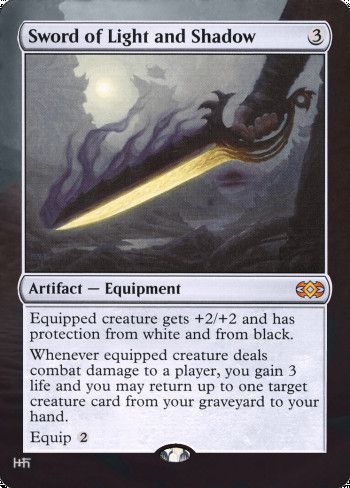 Sword of Light and Shadow 3
Artifact — Equipment
Equipped creature gets +2/+2 and has
protection from white and from black.
Whenever equipped creature deals
combat damage to a player, you gain 3
life and you may return up to one target
creature card from your graveyard to your
hand.
Equip 2